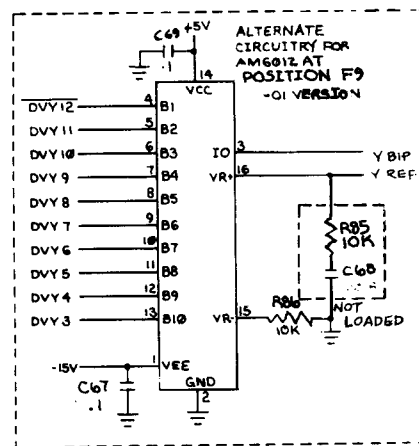 C69
.1
+5V
ALTERNATE
CIRCUITRY FOR
AM6012 AT
POSITION F9
-01 VERSION
14
VCC
DVY12 4 B1
DVY11 5 B2
DVY10 6 B3
DVY9 7 B4
DVY8 8 B5
DVY7 9 B6
DVY6 10 B7
DVY5 11 B8
DVY4 12 B9
DVY3 13 B10
IO 3 Y BIP
VR+ 16 Y REF
R85
10K
C68
NOT
LOADED
VR- 15 R86
10K
-15V 1 VEE
C67
.1
GND
2